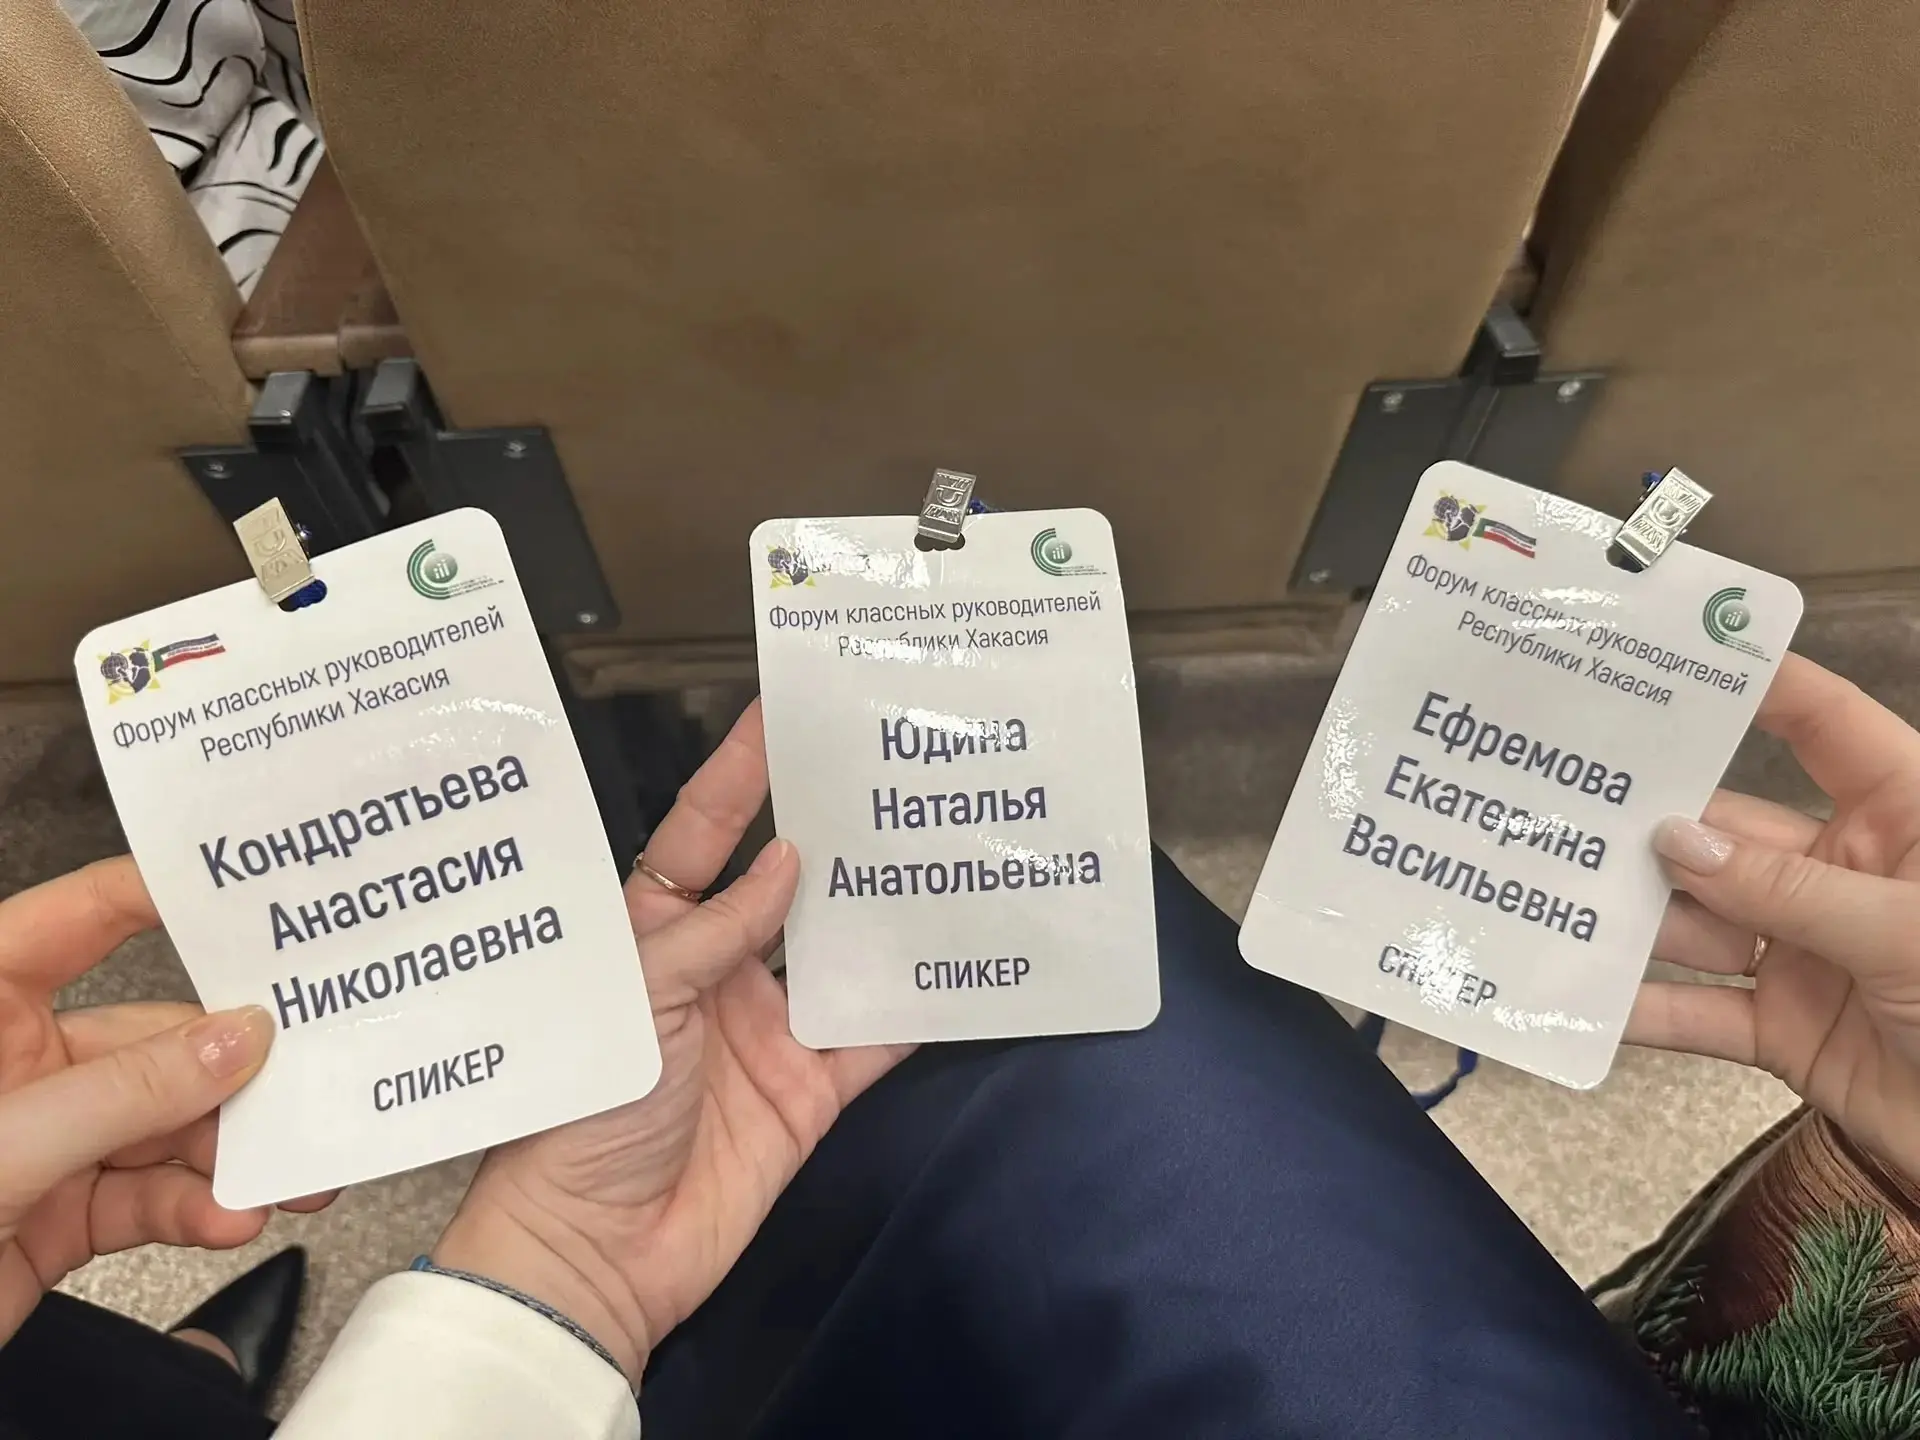 Форум классных руководителей
Республики Хакасия
Кондратьева
Анастасия
Николаевна
СПИКЕР
Форум классных руководителей
Республики Хакасия
Юдина
Наталья
Анатольевна
СПИКЕР
Форум классных руководителей
Республики Хакасия
Ефремова
Екатерина
Васильевна
СПИКЕР